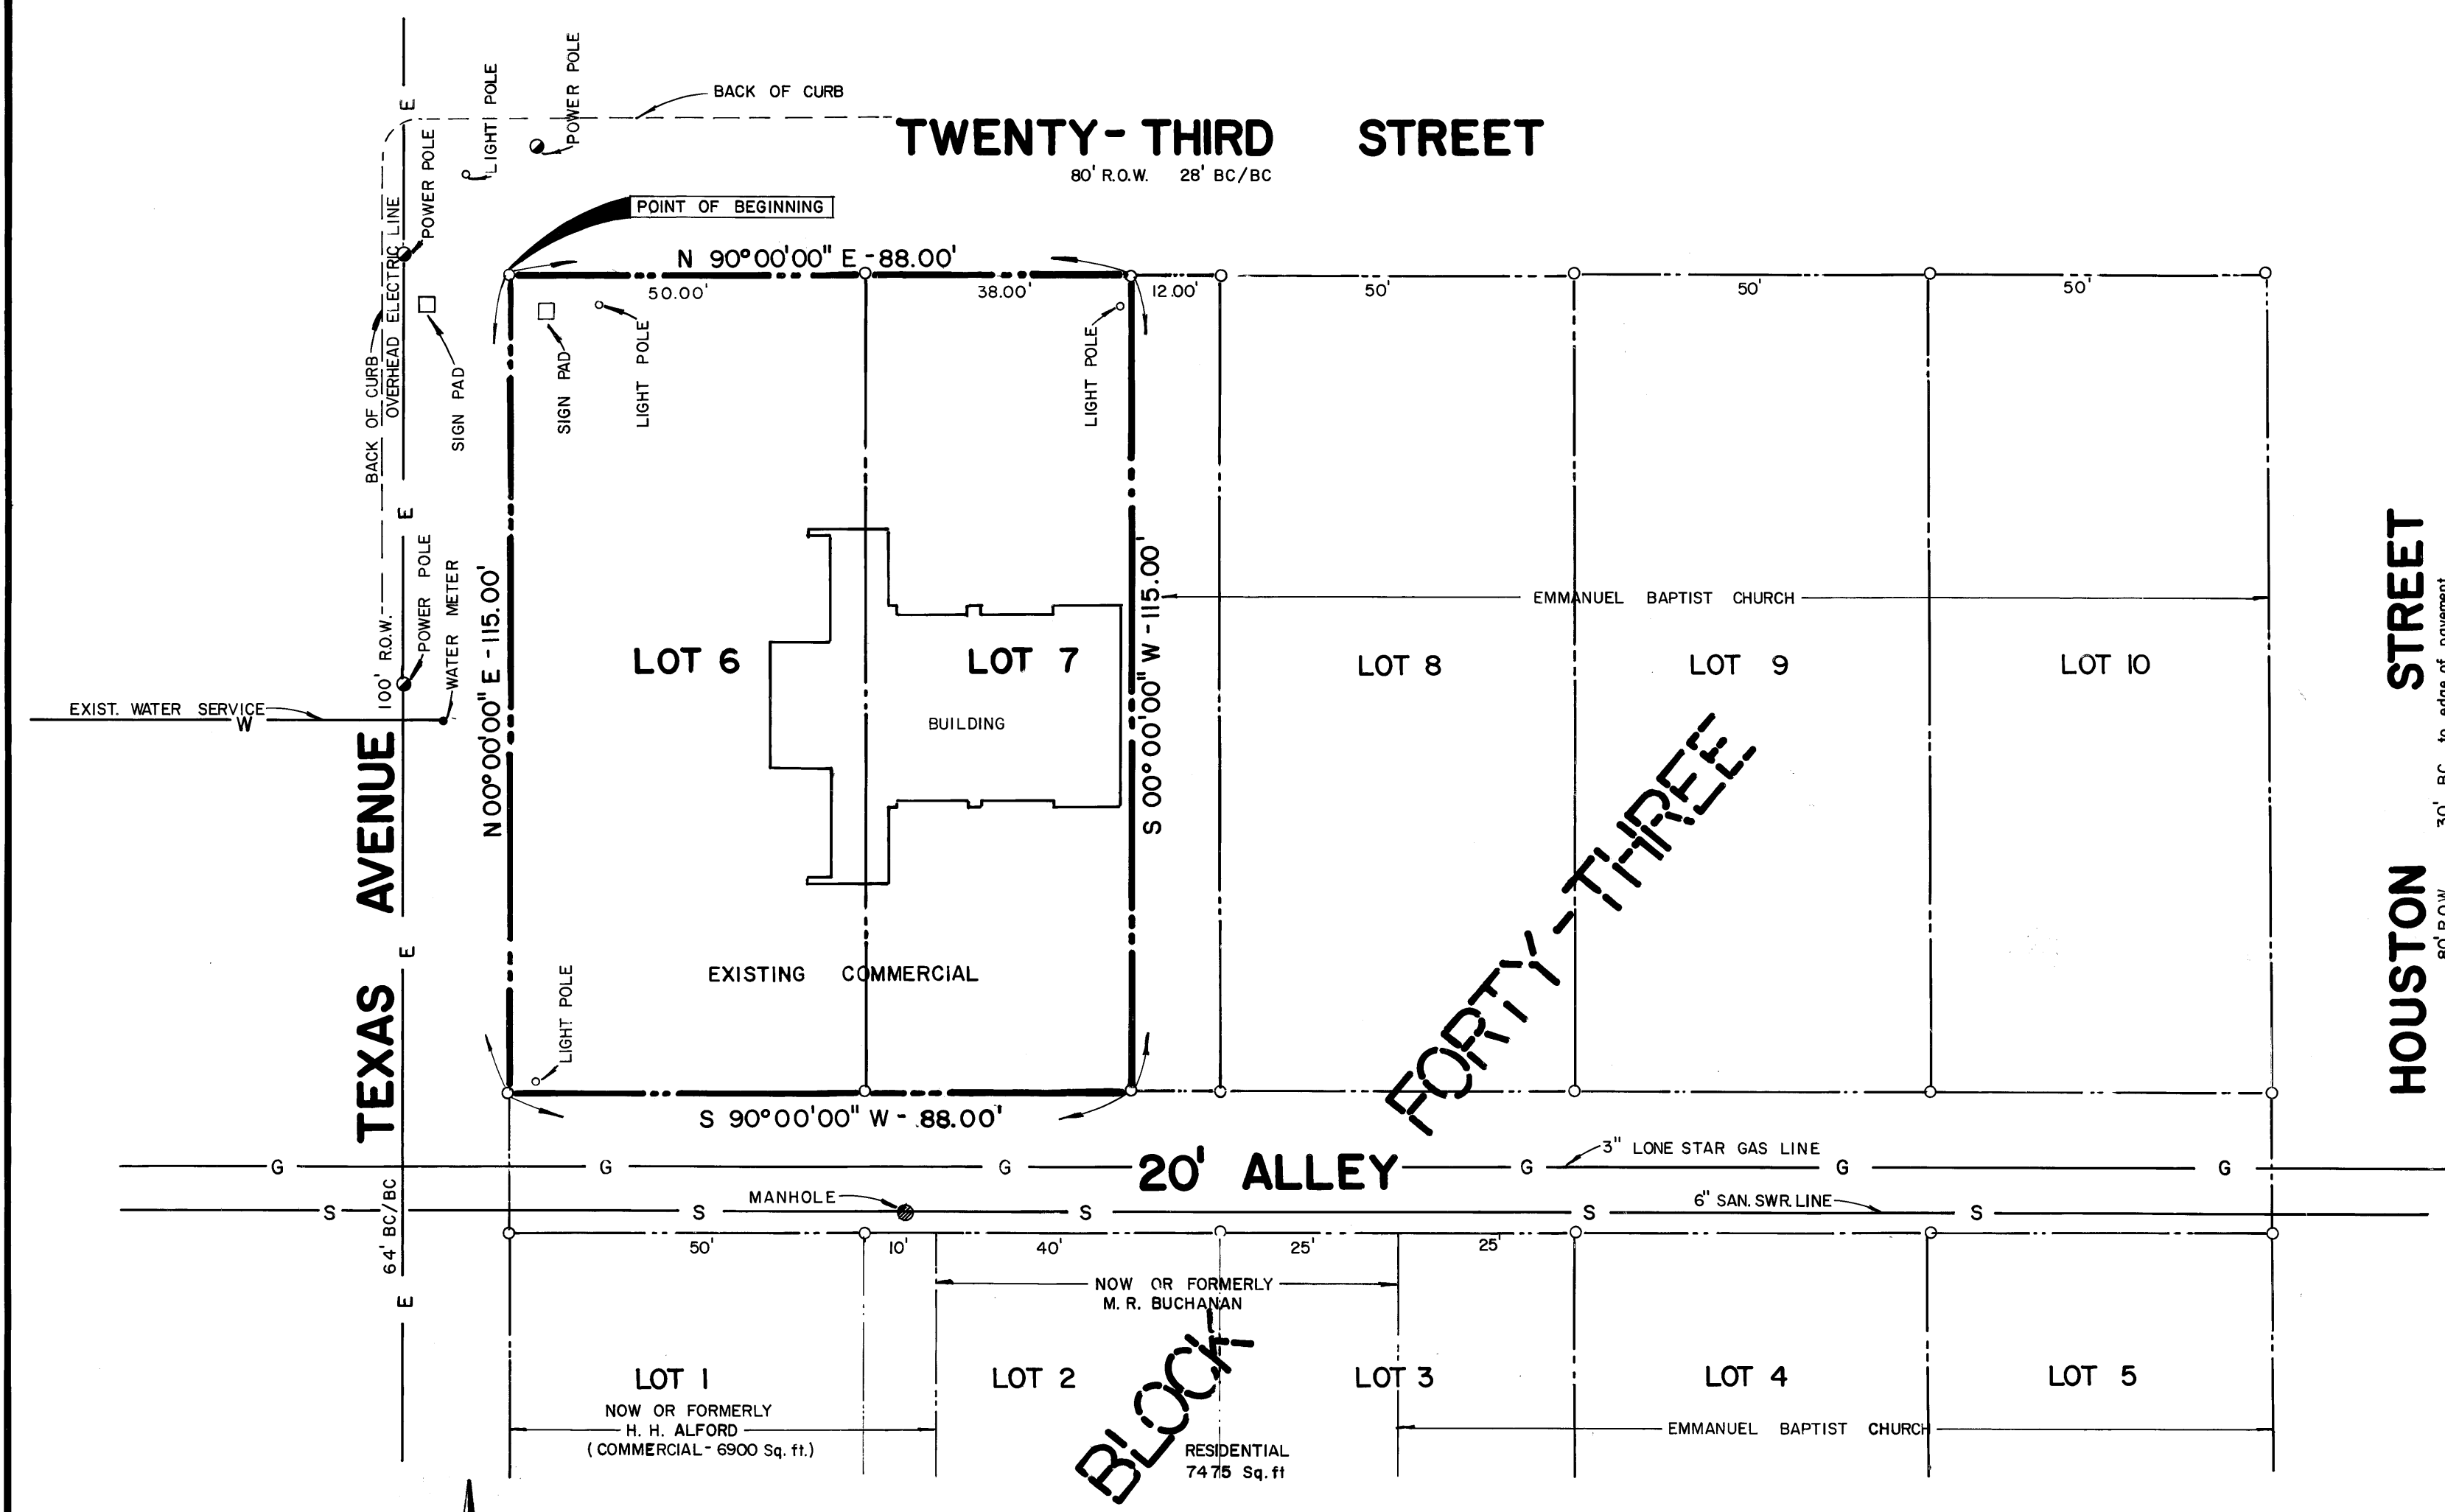 LIGHT POLE
POWER POLE
BACK OF CURB
TWENTY-THIRD STREET
80' R.O.W. 28' BC/BC
E
POWER POLE
POINT OF BEGINNING
N 90°00'00" E - 88.00'
50.00'
38.00'
12.00'
50'
50'
50'
BACK OF CURB
OVERHEAD ELECTRIC LINE
SIGN PAD
SIGN PAD
LIGHT POLE
LIGHT POLE
E
100' R.O.W.
POWER POLE
WATER METER
N 00°00'00" E - 115.00'
S 00°00'00" W - 115.00'
EMMANUEL BAPTIST CHURCH
LOT 6
LOT 7
LOT 8
LOT 9
LOT 10
BUILDING
EXIST. WATER SERVICE
W
TEXAS AVENUE
HOUSTON STREET
80' R.O.W. 30' BC to edge of pavement
E
EXISTING COMMERCIAL
LIGHT POLE
S 90°00'00" W - 88.00'
BLOCK FORTY-THREE
3" LONE STAR GAS LINE
G G G 20' ALLEY G G G
MANHOLE
6" SAN. SWR. LINE
S S S S S
64' BC/BC
50'
10'
40'
25'
25'
E
NOW OR FORMERLY
M. R. BUCHANAN
LOT 1
LOT 2
LOT 3
LOT 4
LOT 5
NOW OR FORMERLY
H. H. ALFORD
(COMMERCIAL - 6900 Sq. ft.)
EMMANUEL BAPTIST CHURCH
RESIDENTIAL
7475 Sq. ft